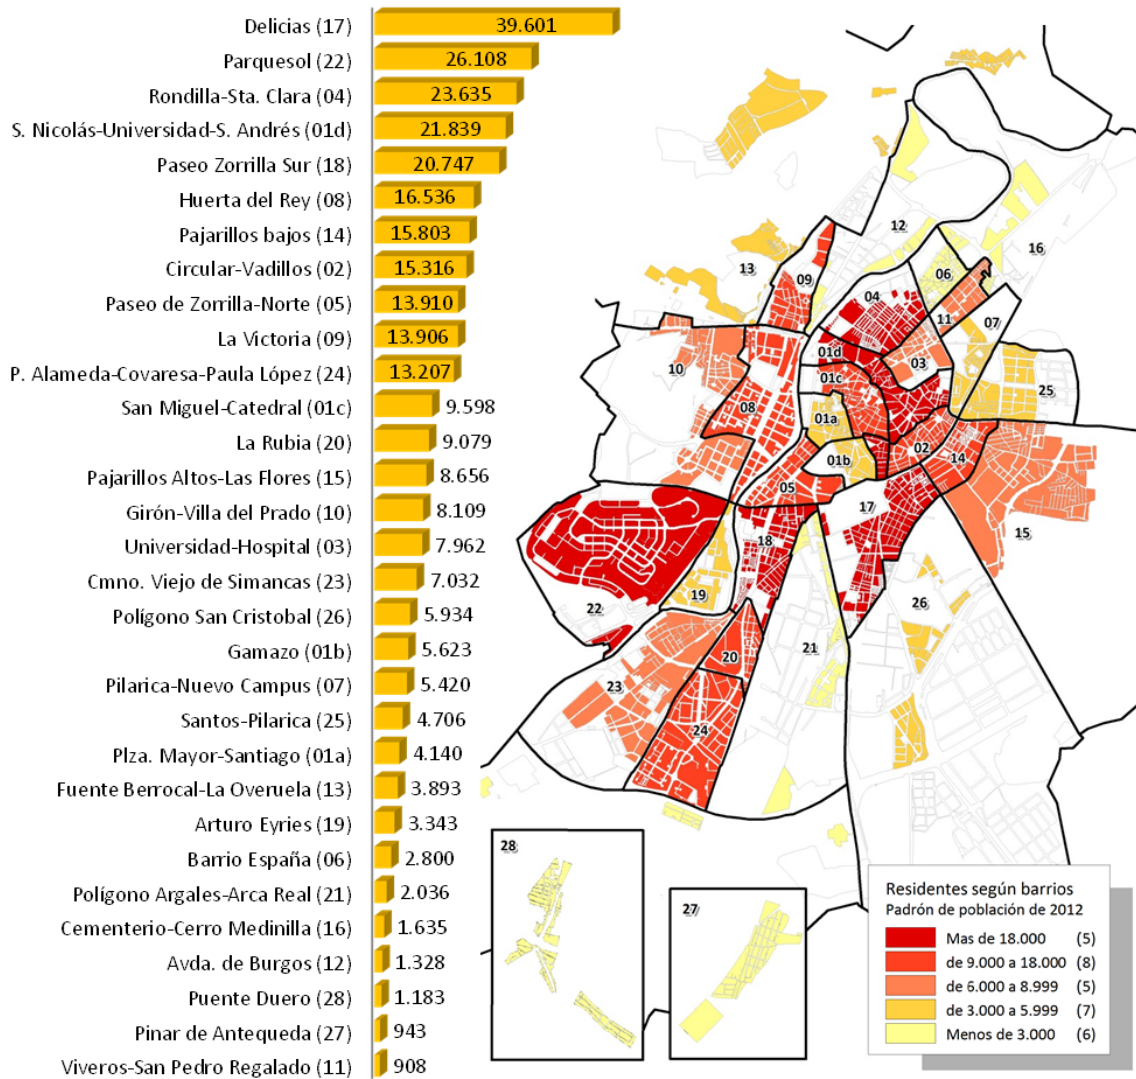 Delicias (17) 39.601
Parquesol (22) 26.108
Rondilla-Sta. Clara (04) 23.635
S. Nicolás-Universidad-S. Andrés (01d) 21.839
Paseo Zorrilla Sur (18) 20.747
Huerta del Rey (08) 16.536
Pajarillos bajos (14) 15.803
Circular-Vadillos (02) 15.316
Paseo de Zorrilla-Norte (05) 13.910
La Victoria (09) 13.906
P. Alameda-Covaresa-Paula López (24) 13.207
San Miguel-Catedral (01c) 9.598
La Rubia (20) 9.079
Pajarillos Altos-Las Flores (15) 8.656
Girón-Villa del Prado (10) 8.109
Universidad-Hospital (03) 7.962
Cmno. Viejo de Simancas (23) 7.032
Polígono San Cristobal (26) 5.934
Gamazo (01b) 5.623
Pilarica-Nuevo Campus (07) 5.420
Santos-Pilarica (25) 4.706
Plza. Mayor-Santiago (01a) 4.140
Fuente Berrocal-La Overuela (13) 3.893
Arturo Eyries (19) 3.343
Barrio España (06) 2.800
Polígono Argales-Arca Real (21) 2.036
Cementerio-Cerro Medinilla (16) 1.635
Avda. de Burgos (12) 1.328
Puente Duero (28) 1.183
Pinar de Antequeda (27) 943
Viveros-San Pedro Regalado (11) 908
12
16
13
09
06
04
11
07
03
01d
10
01c
25
08
01a
02
01b
14
05
17
15
18
19
22
26
20
21
23
24
28
27
Residentes según barrios
Padrón de población de 2012
Mas de 18.000 (5)
de 9.000 a 18.000 (8)
de 6.000 a 8.999 (5)
de 3.000 a 5.999 (7)
Menos de 3.000 (6)